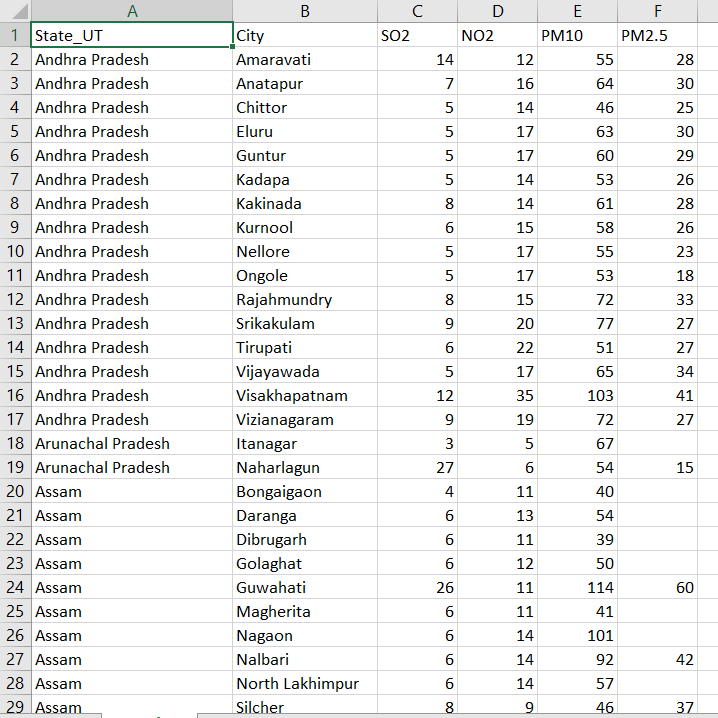 A B C D E F
1 State_UT City SO2 NO2 PM10 PM2.5
2 Andhra Pradesh Amaravati 14 12 55 28
3 Andhra Pradesh Anatapur 7 16 64 30
4 Andhra Pradesh Chittor 5 14 46 25
5 Andhra Pradesh Eluru 5 17 63 30
6 Andhra Pradesh Guntur 5 17 60 29
7 Andhra Pradesh Kadapa 5 14 53 26
8 Andhra Pradesh Kakinada 8 14 61 28
9 Andhra Pradesh Kurnool 6 15 58 26
10 Andhra Pradesh Nellore 5 17 55 23
11 Andhra Pradesh Ongole 5 17 53 18
12 Andhra Pradesh Rajahmundry 8 15 72 33
13 Andhra Pradesh Srikakulam 9 20 77 27
14 Andhra Pradesh Tirupati 6 22 51 27
15 Andhra Pradesh Vijayawada 5 17 65 34
16 Andhra Pradesh Visakhapatnam 12 35 103 41
17 Andhra Pradesh Vizianagaram 9 19 72 27
18 Arunachal Pradesh Itanagar 3 5 67
19 Arunachal Pradesh Naharlagun 27 6 54 15
20 Assam Bongaigaon 4 11 40
21 Assam Daranga 6 13 54
22 Assam Dibrugarh 6 11 39
23 Assam Golaghat 6 12 50
24 Assam Guwahati 26 11 114 60
25 Assam Magherita 6 11 41
26 Assam Nagaon 6 14 101
27 Assam Nalbari 6 14 92 42
28 Assam North Lakhimpur 6 14 57
29 Assam Silcher 8 9 46 37